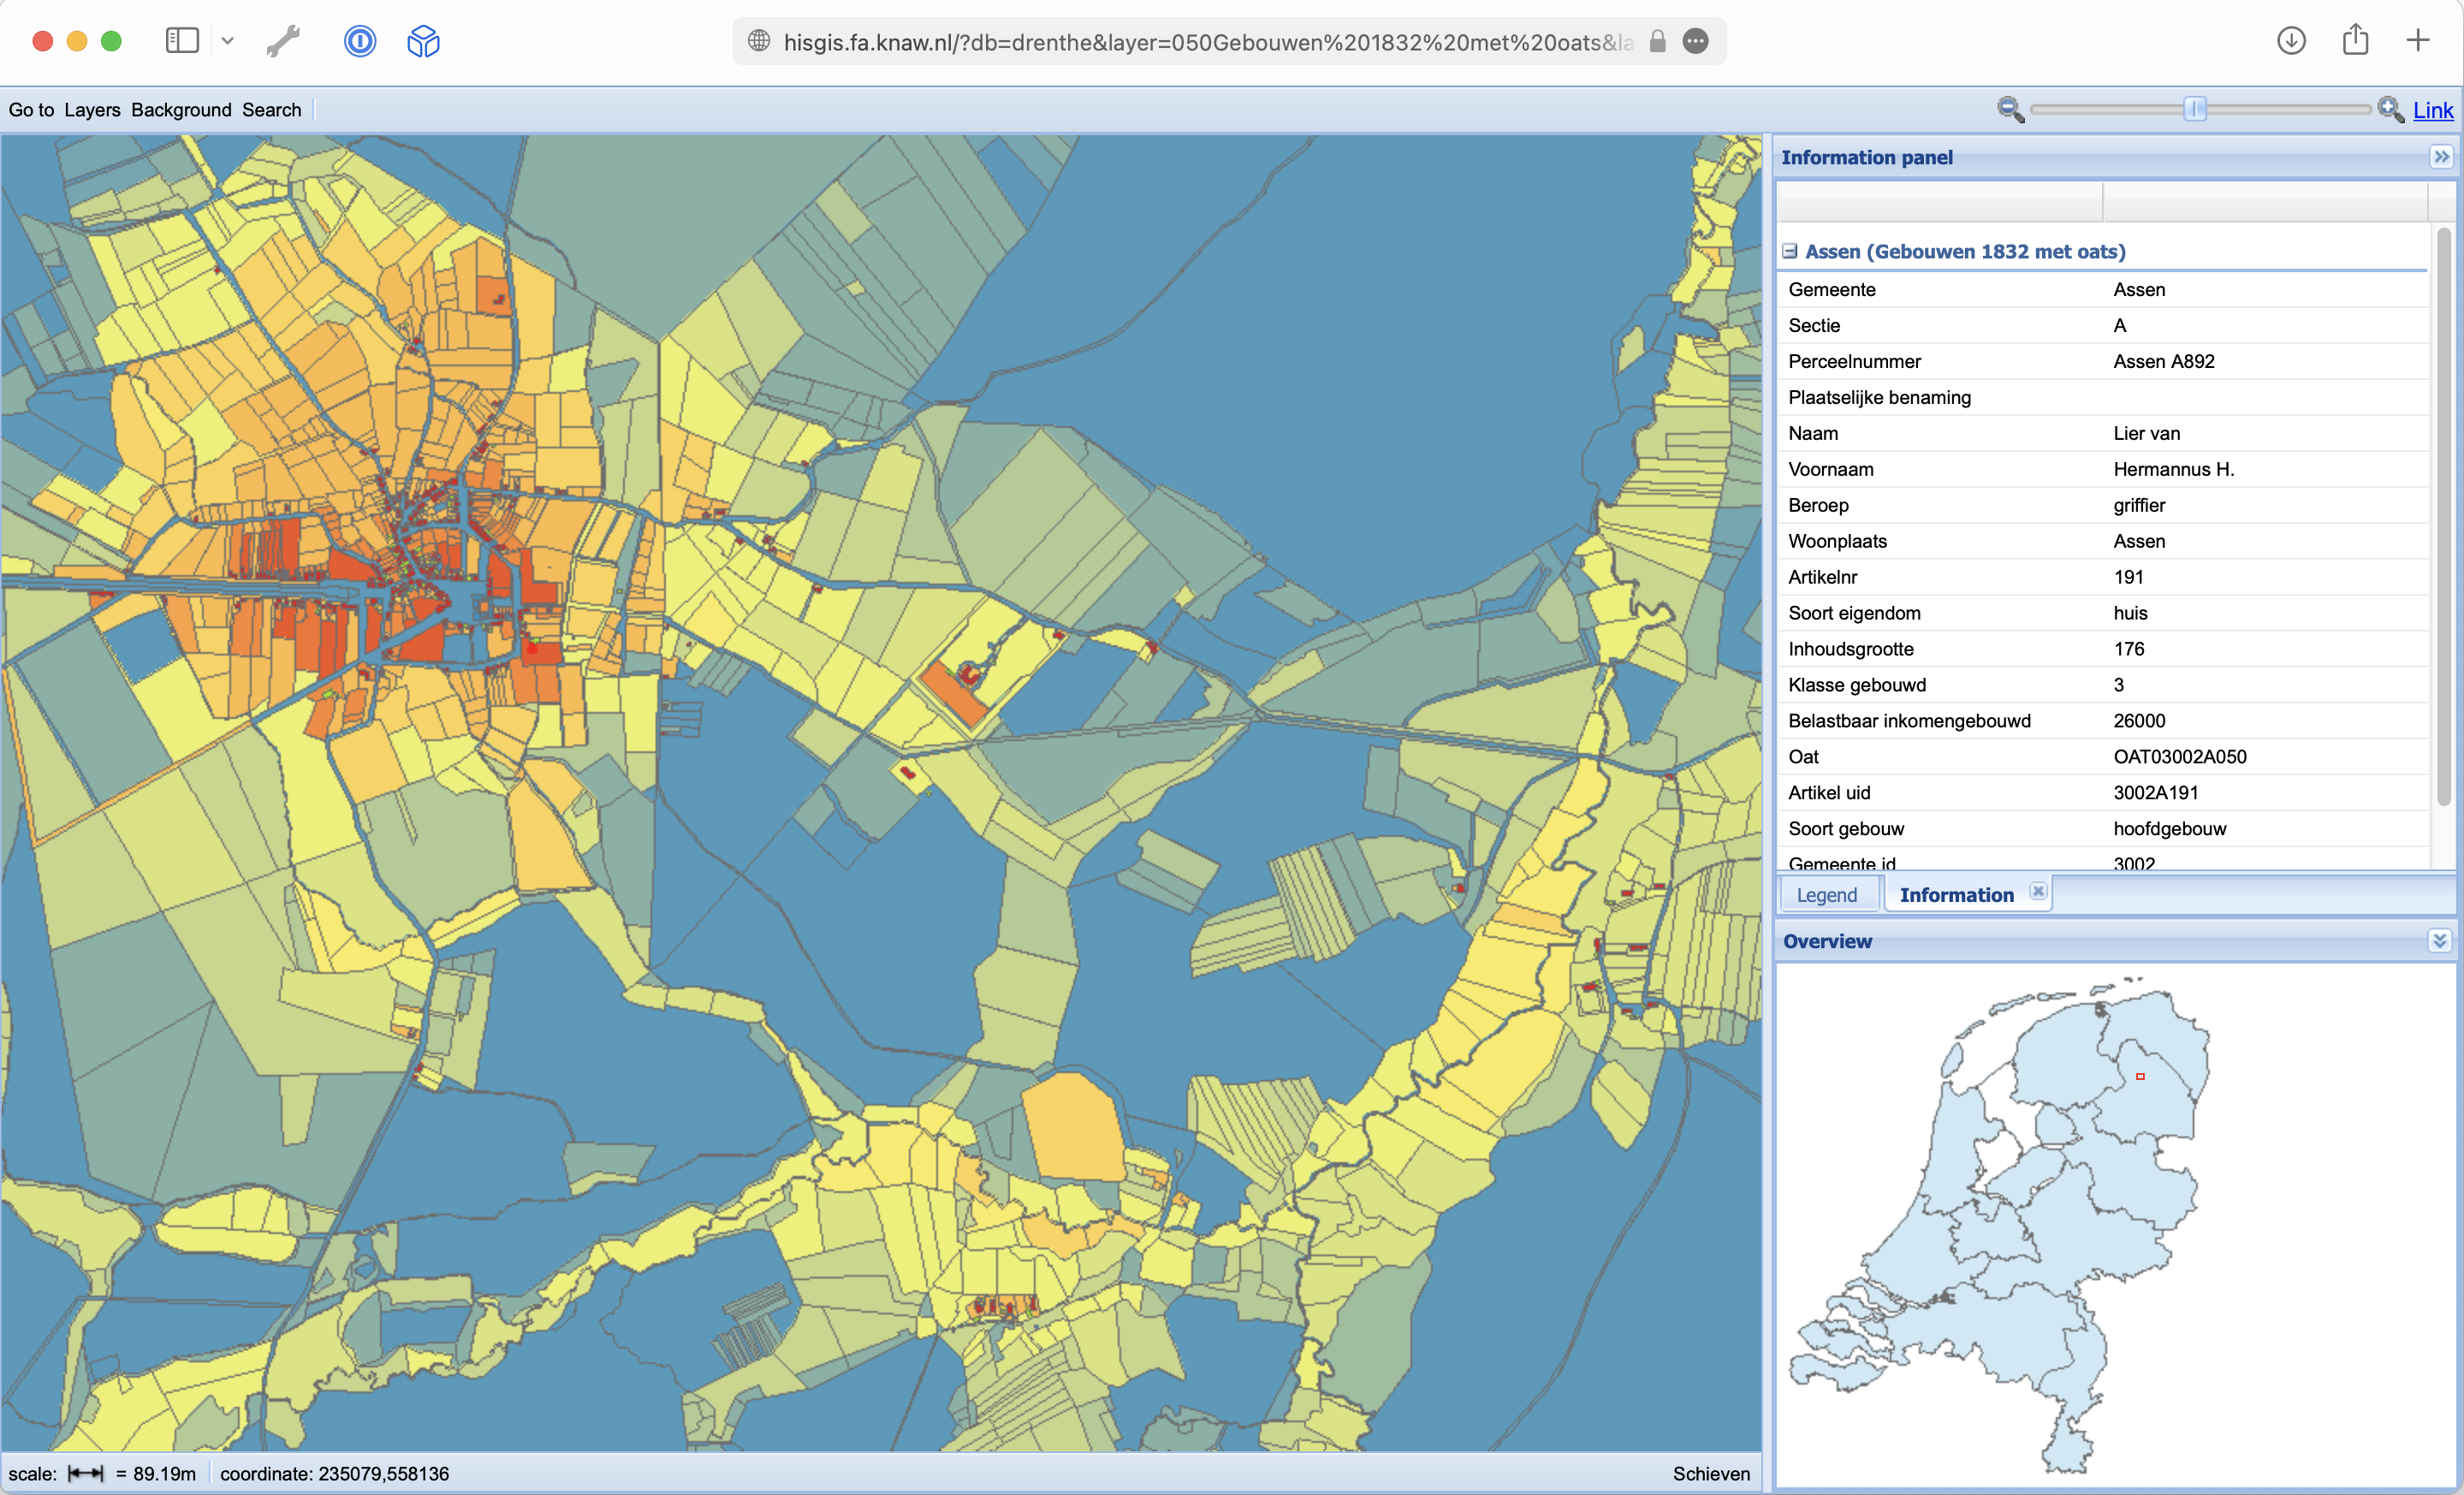 hisgis.fa.knaw.nl/?db=drenthe&layer=050Gebouwen%201832%20met%20oats&la
Go to Layers Background Search
Link
Information panel
Assen (Gebouwen 1832 met oats)
Gemeente Assen
Sectie A
Perceelnummer Assen A892
Plaatselijke benaming
Naam Lier van
Voornaam Hermannus H.
Beroep griffier
Woonplaats Assen
Artikelnr 191
Soort eigendom huis
Inhoudsgrootte 176
Klasse gebouwd 3
Belastbaar inkomengebouwd 26000
Oat OAT03002A050
Artikel uid 3002A191
Soort gebouw hoofdgebouw
Gemeente id 3002
Legend Information
Overview
scale: = 89.19m coordinate: 235079,558136 Schieven